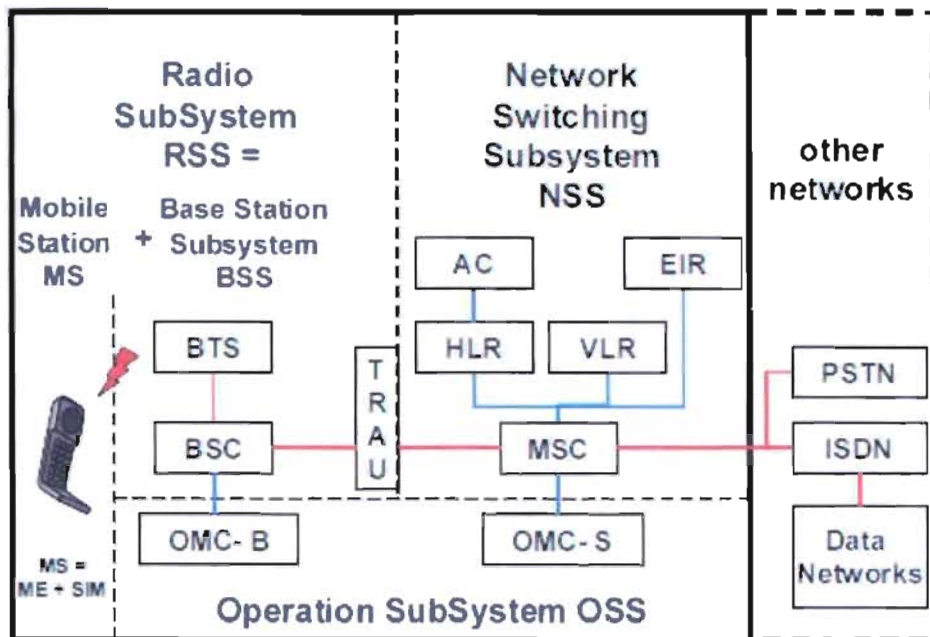 Radio
SubSystem
RSS =
Mobile
Station
MS
+
Base Station
Subsystem
BSS
Network
Switching
Subsystem
NSS
other
networks
AC
EIR
BTS
HLR
VLR
PSTN
TRAU
BSC
MSC
ISDN
OMC- B
OMC- S
Data
Networks
MS =
ME + SIM
Operation SubSystem OSS